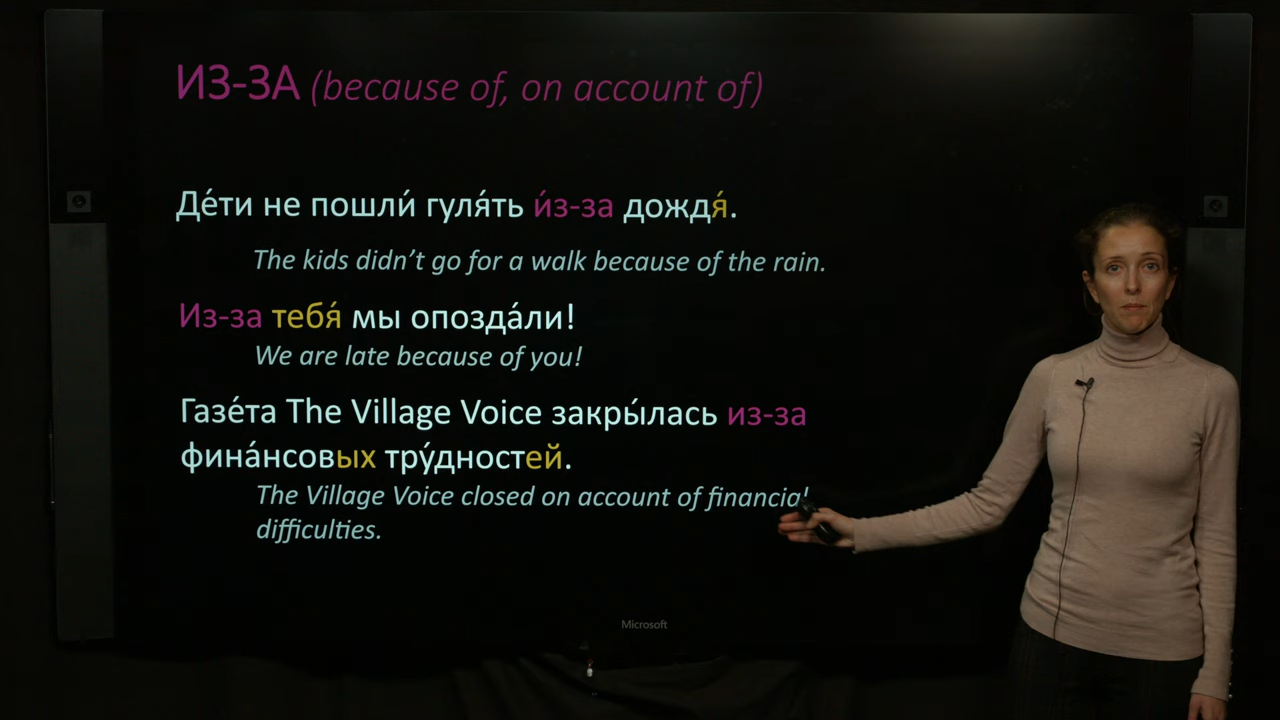 ИЗ-ЗА (because of, on account of)
Де́ти не пошли́ гуля́ть и́з-за дождя́.
The kids didn’t go for a walk because of the rain.
Из-за тебя́ мы опозда́ли!
We are late because of you!
Газе́та The Village Voice закры́лась из-за
фина́нсовых тру́дностей.
The Village Voice closed on account of financial
difficulties.
Microsoft